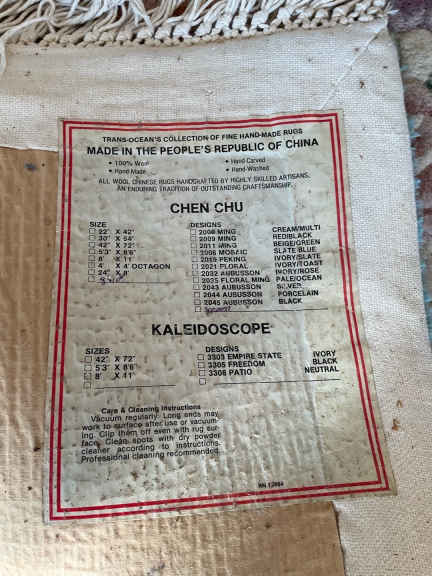 TRANS-OCEAN'S COLLECTION OF FINE HAND-MADE RUGS
MADE IN THE PEOPLE'S REPUBLIC OF CHINA
• 100% Wool • Hand Carved
• Hand Made • Hand-Washed
ALL WOOL CHINESE RUGS HANDCRAFTED BY HIGHLY SKILLED ARTISANS,
AN ENDURING TRADITION OF OUTSTANDING CRAFTSMANSHIP.
CHEN CHU
SIZE DESIGNS
22" X 42" 2008 MING CREAM/MULTI
30" X 54" 2009 MING RED/BLACK
42" X 72" 2011 MING BEIGE/GREEN
5'3" X 8'6" 2006 MOSAIC SLATE BLUE
8' X 11' 2015 PEKING IVORY/SLATE
4' X 4' OCTAGON 2021 FLORAL IVORY/TOAST
24" X 8' 2032 AUBUSSON IVORY/ROSE
2035 FLORAL MING PALE/OCEAN
2043 AUBUSSON SILVER
2044 AUBUSSON PORCELAIN
2045 AUBUSSON BLACK
KALEIDOSCOPE
SIZES DESIGNS
42" X 72" 3303 EMPIRE STATE IVORY
5'3" X 8'6" 3305 FREEDOM BLACK
8' X 11' 3306 PATIO NEUTRAL
Care & Cleaning Instructions
Vacuum regularly. Long ends may
work to surface after use or vacuum-
ing. Clip them off even with rug sur-
face. Clean spots with dry powder
cleaner according to instructions.
Professional cleaning recommended.